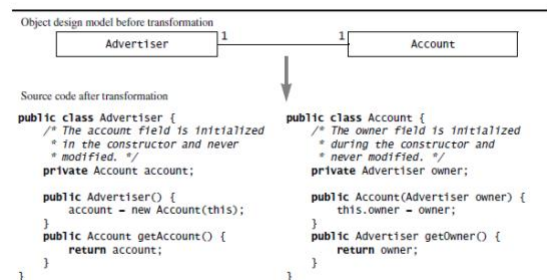 Object design model before transformation
Advertiser 1 1 Account
Source code after transformation
public class Advertiser {
/* The account field is initialized
* in the constructor and never
* modified. */
private Account account;
public Advertiser() {
account = new Account(this);
}
public Account getAccount() {
return account;
}
}
public class Account {
/* The owner field is initialized
* during the constructor and
* never modified. */
private Advertiser owner;
public Account(Advertiser owner) {
this.owner = owner;
}
public Advertiser getOwner() {
return owner;
}
}